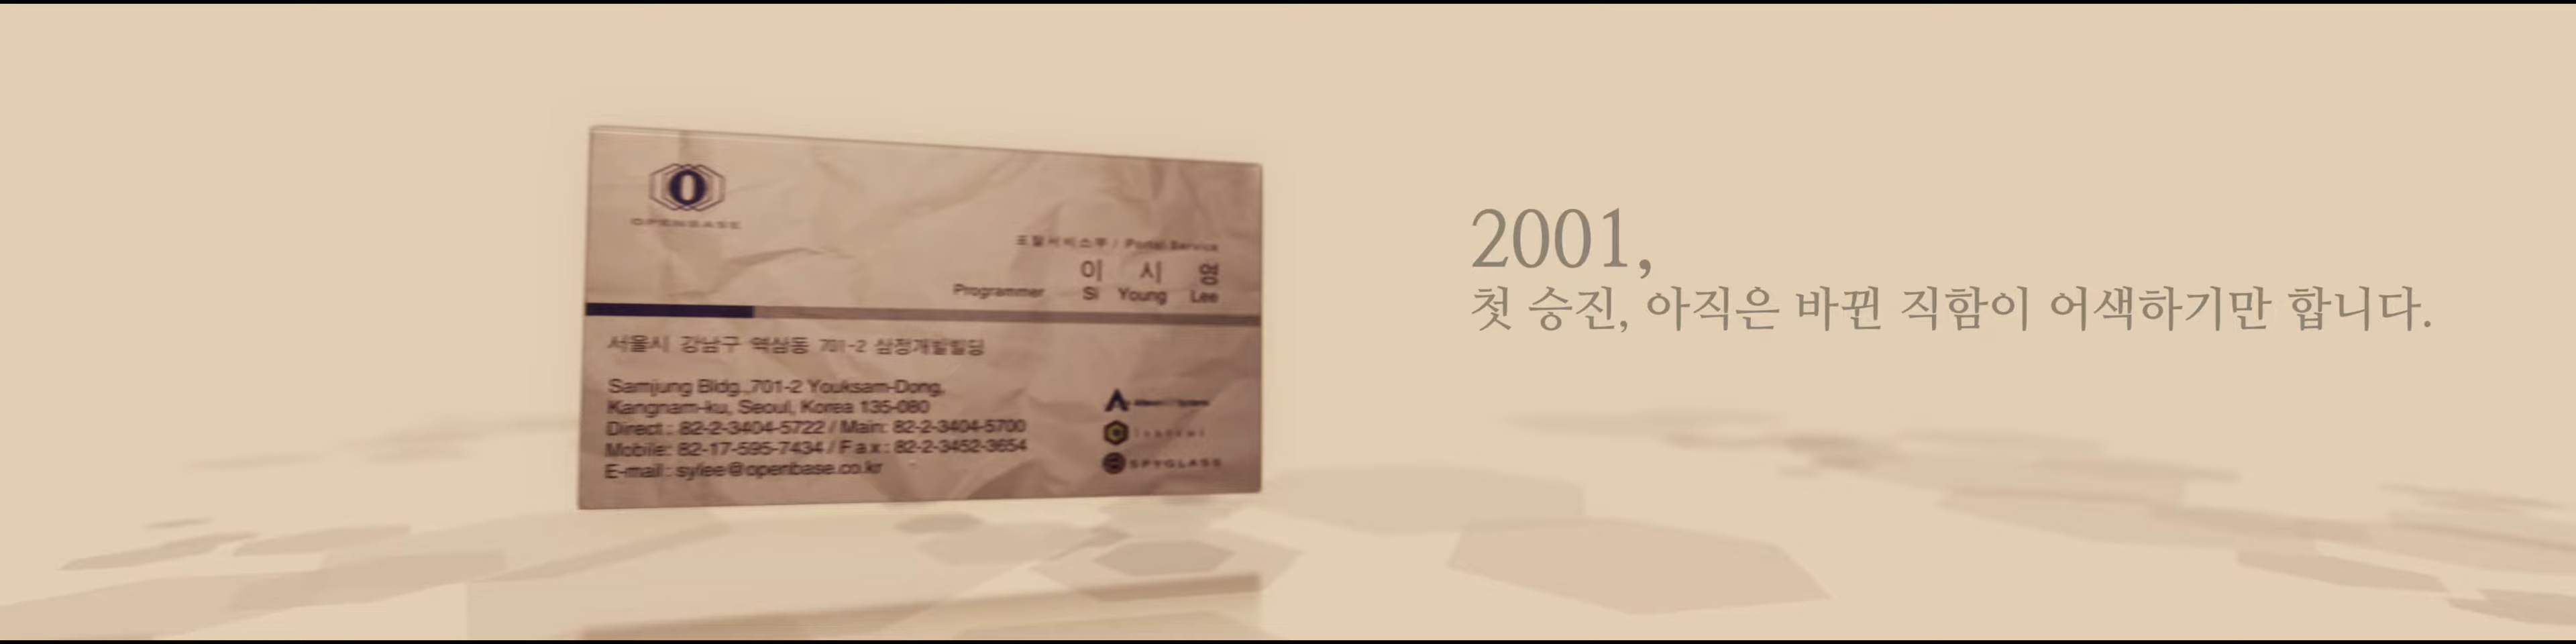 OPENBASE
포탈서비스부 / Portal Service
이 시 영
Programmer Si Young Lee
서울시 강남구 역삼동 701-2 삼정개발빌딩
Samjung Bldg.,701-2 Youksam-Dong,
Kangnam-ku, Seoul, Korea 135-080
Direct : 82-2-3404-5722 / Main: 82-2-3404-5700
Mobile: 82-17-595-7434 / Fax : 82-2-3452-3654
E-mail : sylee@openbase.co.kr
SPYGLASS
2001,
첫 승진, 아직은 바뀐 직함이 어색하기만 합니다.